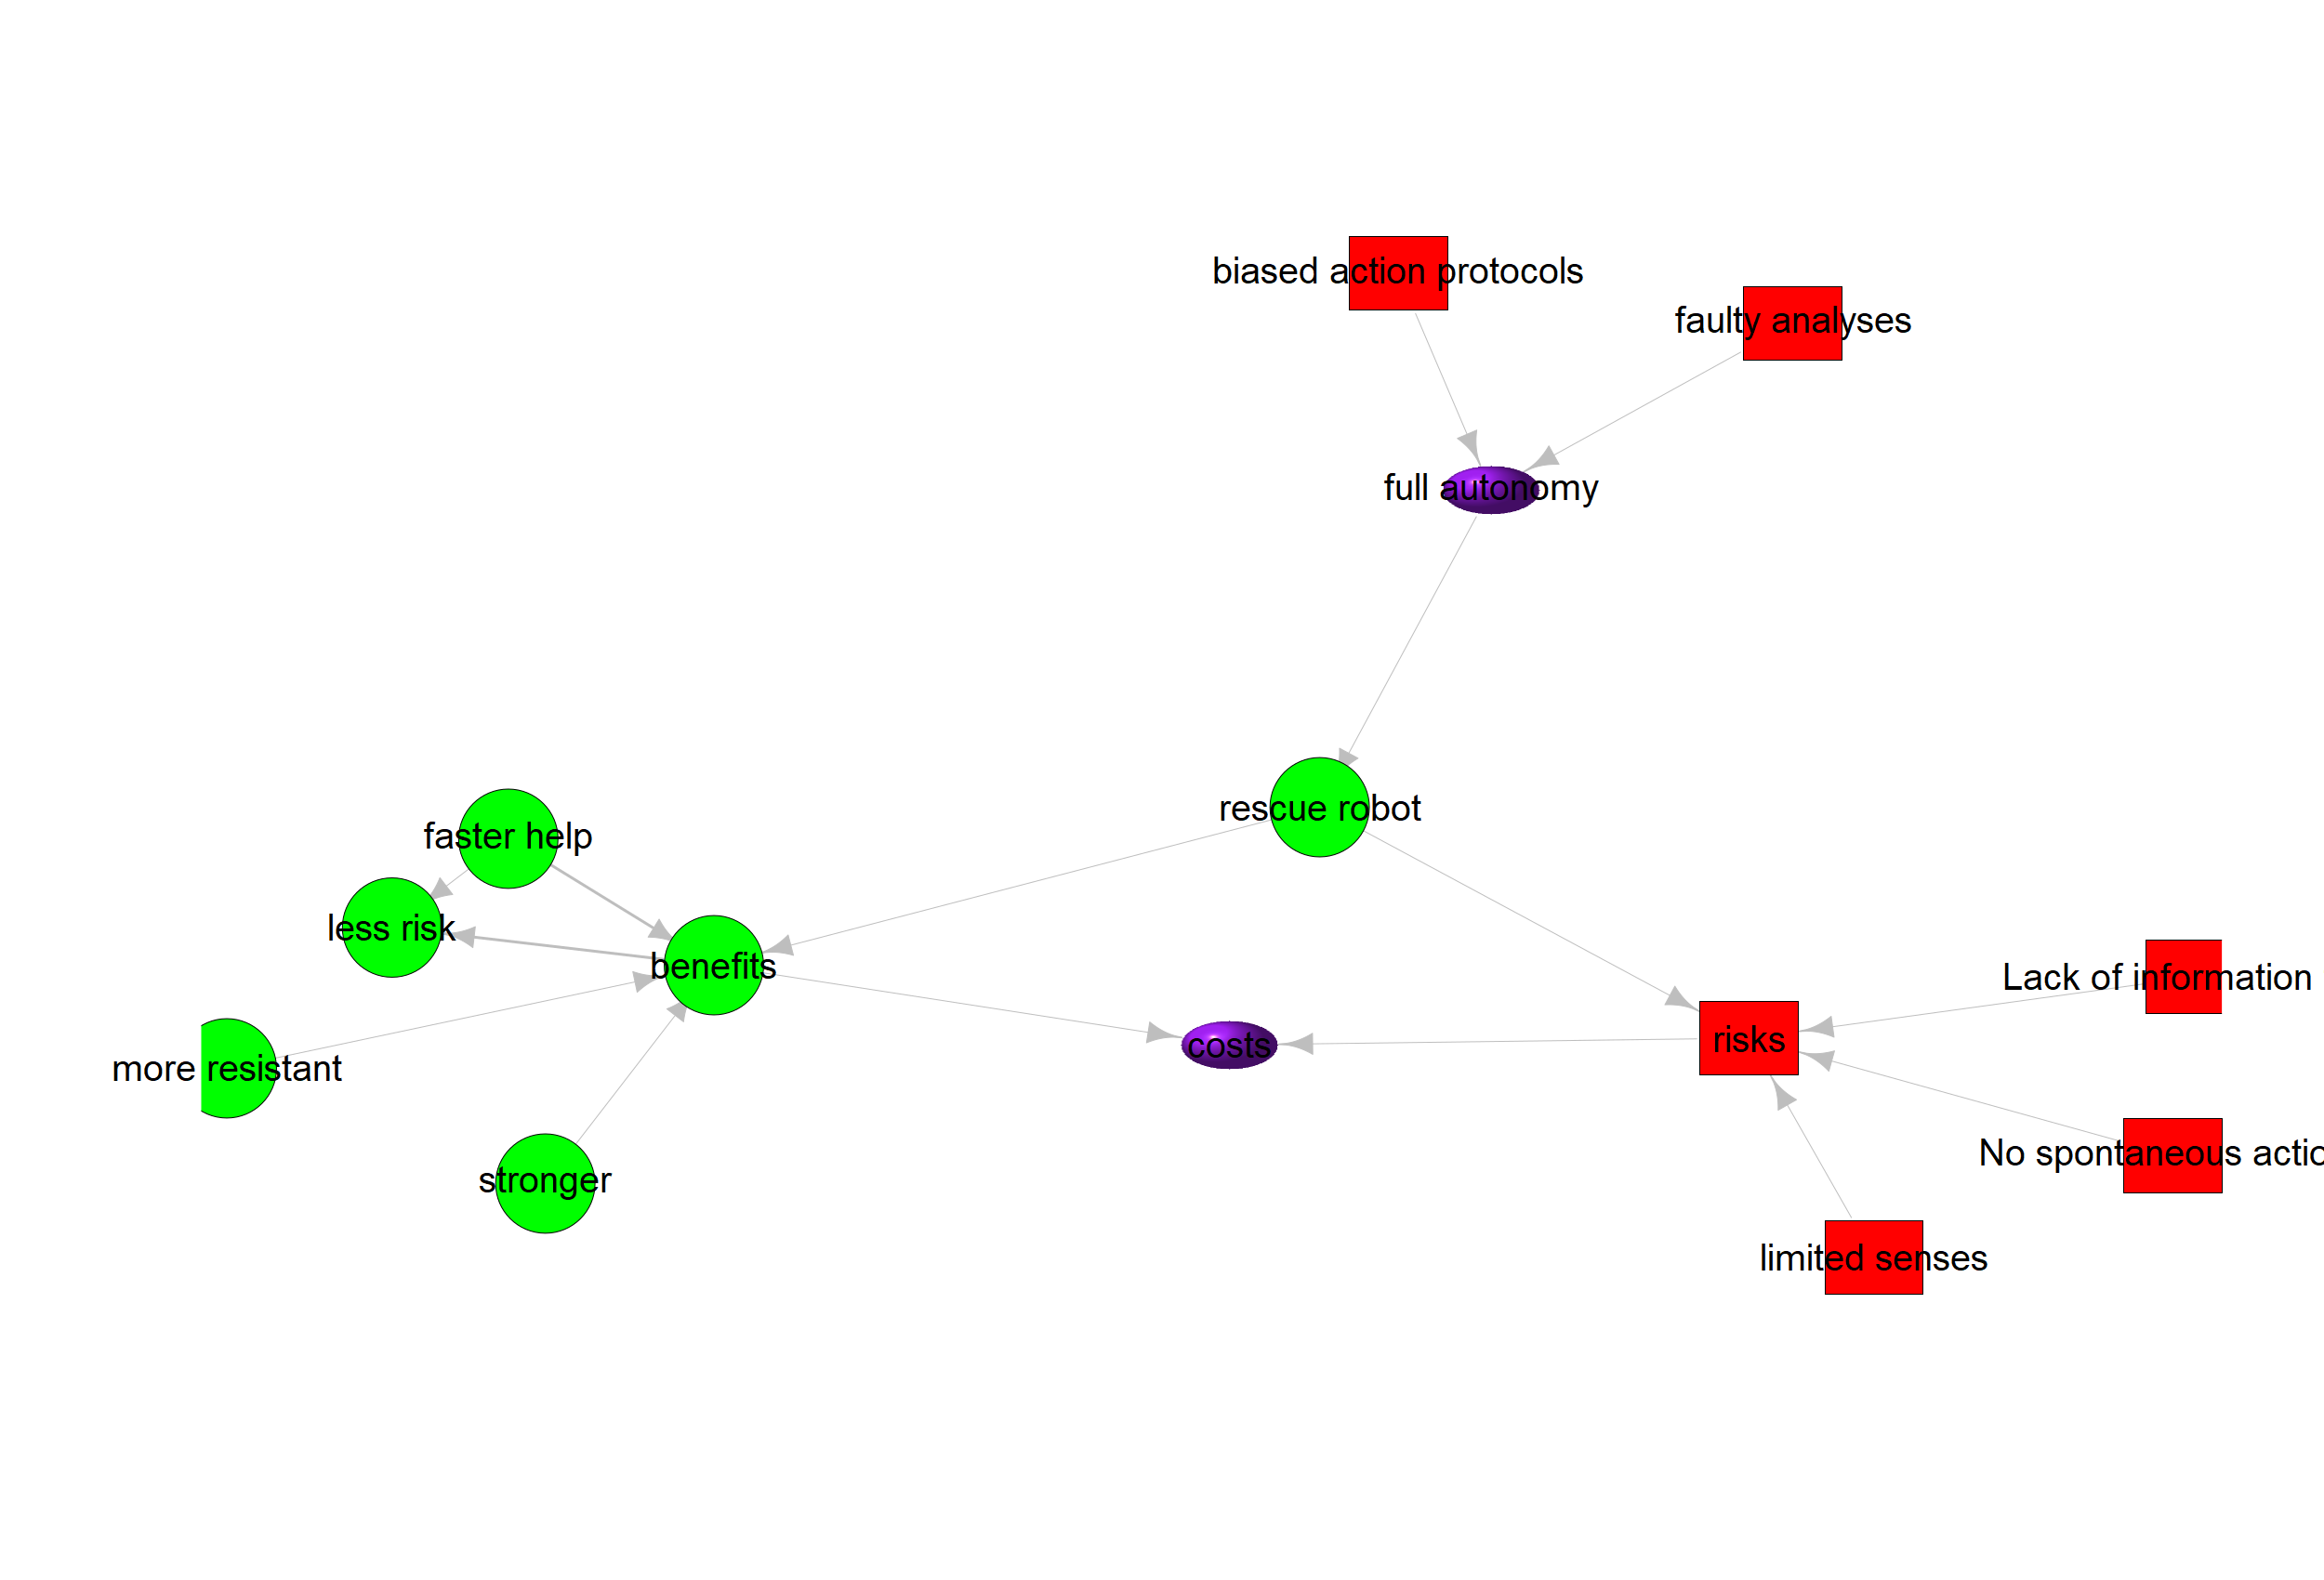 biased action protocols
faulty analyses
full autonomy
rescue robot
faster help
less risk
benefits
Lack of information
risks
costs
more resistant
No spontaneous actio
stronger
limited senses